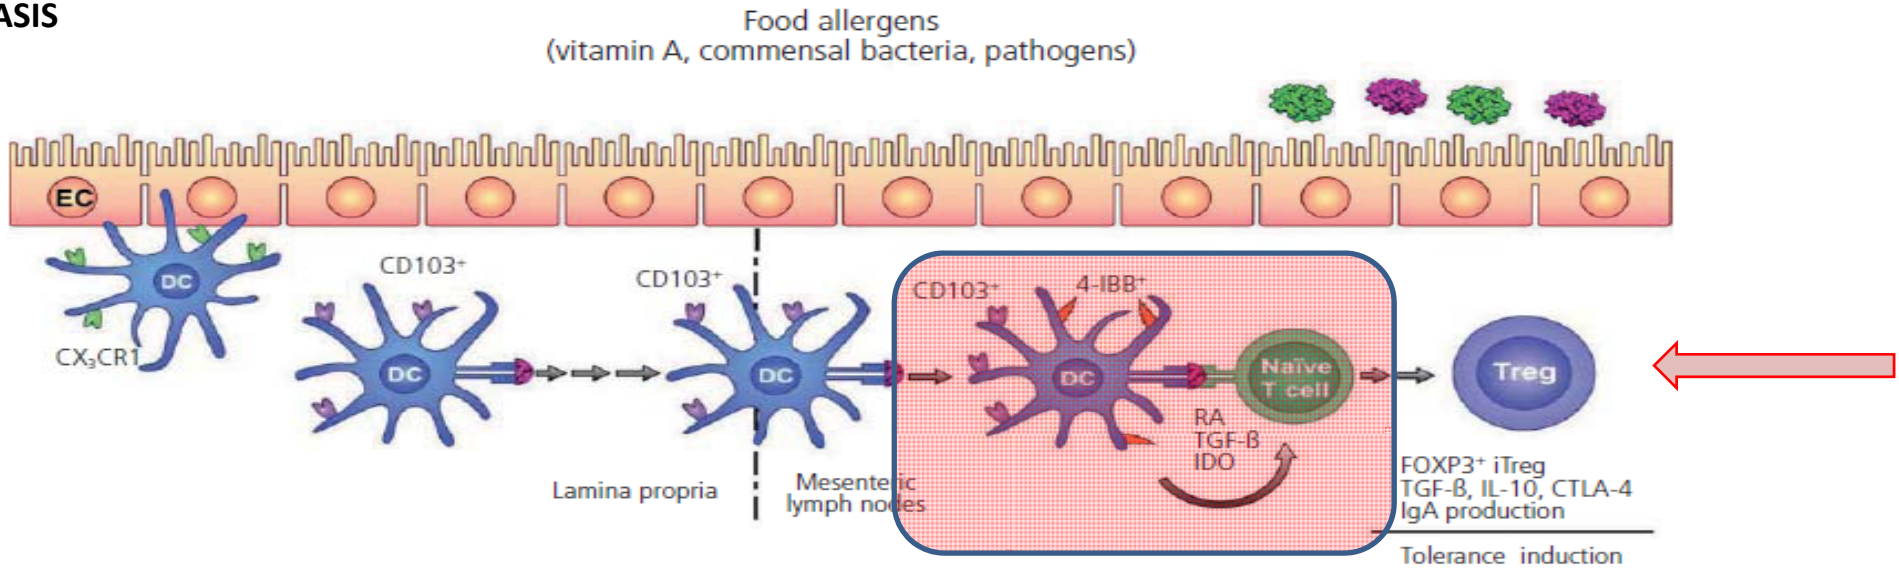 ASIS
Food allergens
(vitamin A, commensal bacteria, pathogens)
EC
DC
CX₃CR1
CD103⁺
DC
CD103⁺
DC
CD103⁺
4-IBB⁺
DC
Naïve
T cell
RA
TGF-ß
IDO
Treg
Lamina propria
Mesenteric
lymph nodes
FOXP3⁺ iTreg
TGF-ß, IL-10, CTLA-4
IgA production
Tolerance induction